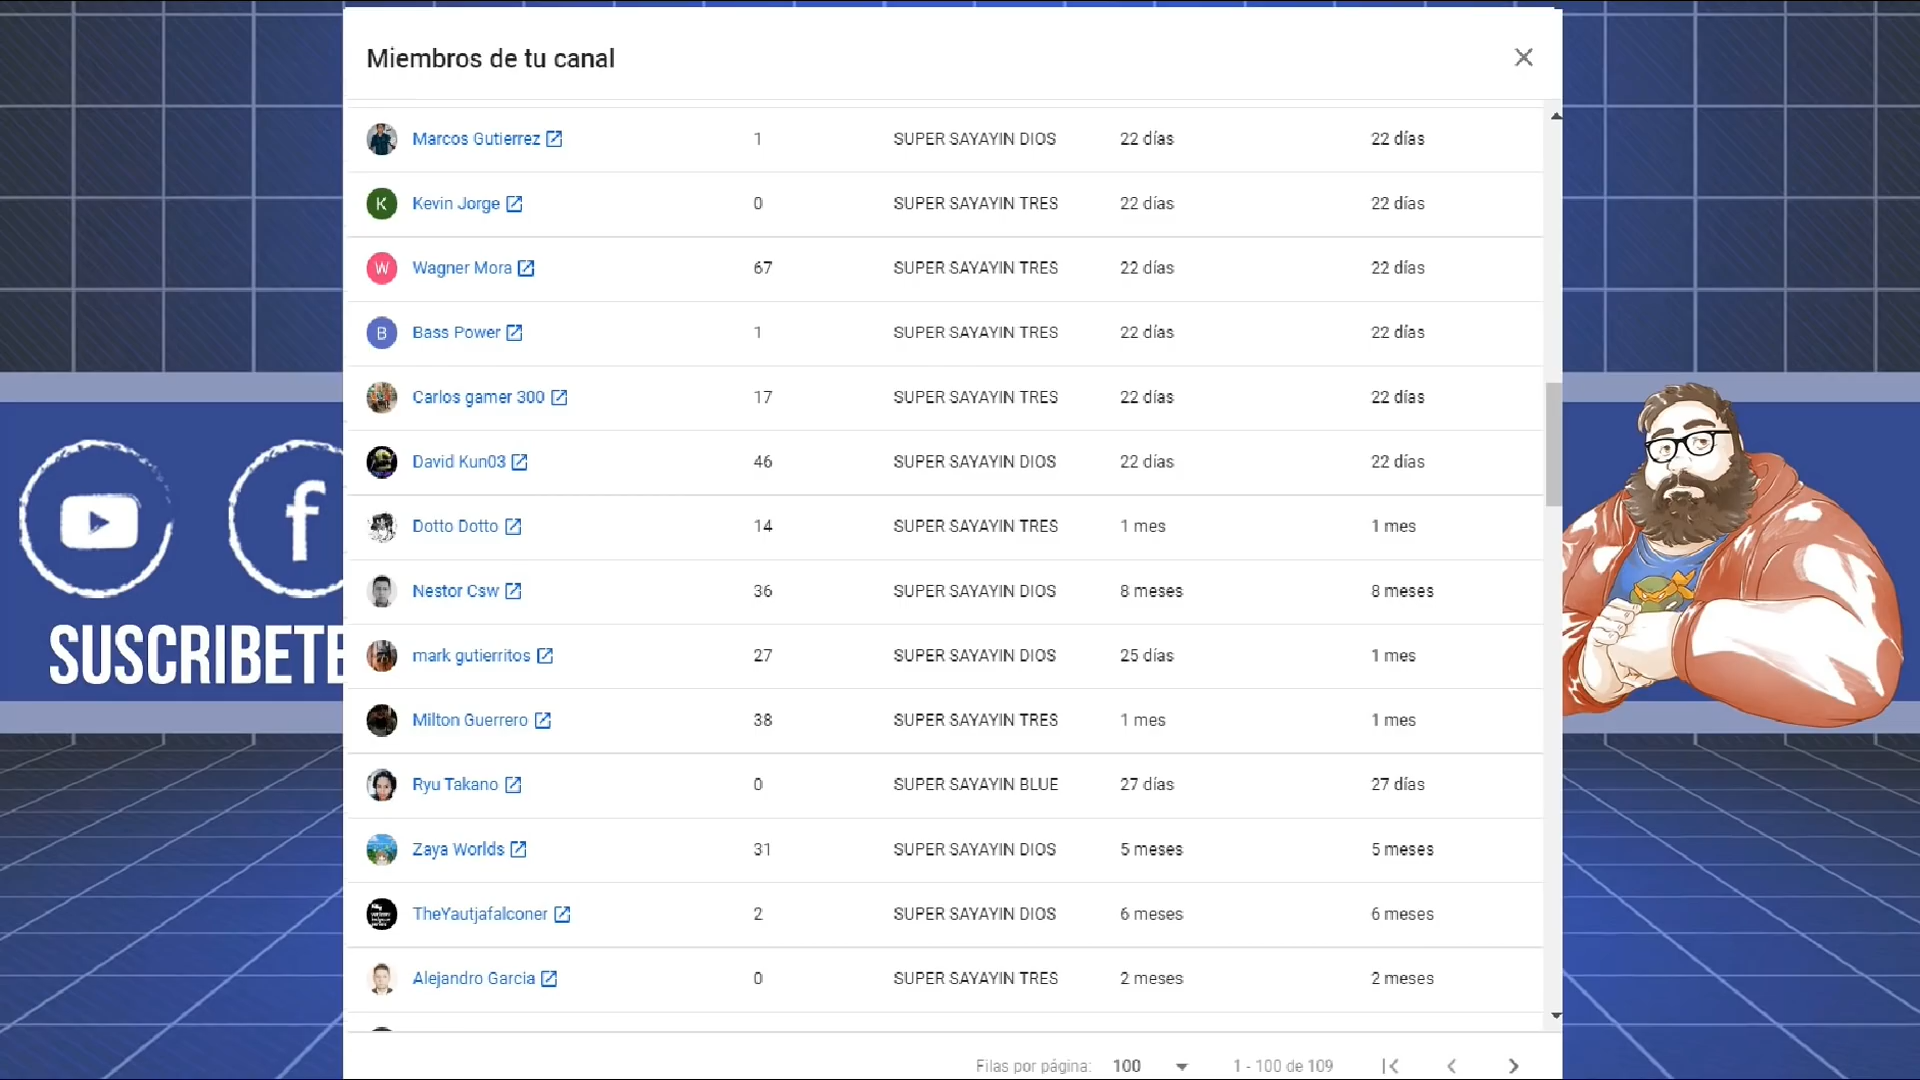 Miembros de tu canal
Marcos Gutierrez 1 SUPER SAYAYIN DIOS 22 días 22 días
K Kevin Jorge 0 SUPER SAYAYIN TRES 22 días 22 días
W Wagner Mora 67 SUPER SAYAYIN TRES 22 días 22 días
B Bass Power 1 SUPER SAYAYIN TRES 22 días 22 días
Carlos gamer 300 17 SUPER SAYAYIN TRES 22 días 22 días
David Kun03 46 SUPER SAYAYIN DIOS 22 días 22 días
Dotto Dotto 14 SUPER SAYAYIN TRES 1 mes 1 mes
Nestor Csw 36 SUPER SAYAYIN DIOS 8 meses 8 meses
mark gutierritos 27 SUPER SAYAYIN DIOS 25 días 1 mes
Milton Guerrero 38 SUPER SAYAYIN TRES 1 mes 1 mes
Ryu Takano 0 SUPER SAYAYIN BLUE 27 días 27 días
Zaya Worlds 31 SUPER SAYAYIN DIOS 5 meses 5 meses
TheYautjafalconer 2 SUPER SAYAYIN DIOS 6 meses 6 meses
Alejandro Garcia 0 SUPER SAYAYIN TRES 2 meses 2 meses
Filas por página: 100 1 - 100 de 109
f
SUSCRIBETE